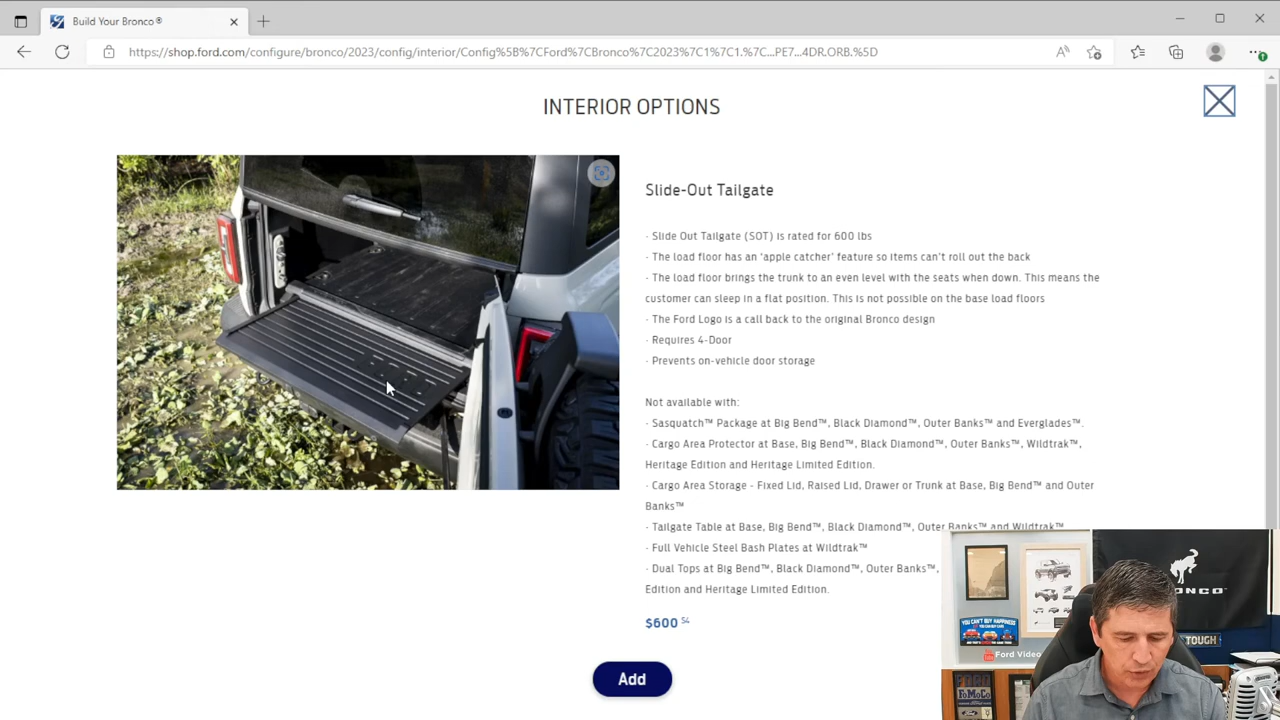 Build Your Bronco®
https://shop.ford.com/configure/bronco/2023/config/interior/Config%5B%7CFord%7CBronco%7C2023%7C1%7C1.%7C...PE7...4DR.ORB.%5D
INTERIOR OPTIONS
Slide-Out Tailgate
· Slide Out Tailgate (SOT) is rated for 600 lbs
· The load floor has an 'apple catcher' feature so items can't roll out the back
· The load floor brings the trunk to an even level with the seats when down. This means the
customer can sleep in a flat position. This is not possible on the base load floors
· The Ford Logo is a call back to the original Bronco design
· Requires 4-Door
· Prevents on-vehicle door storage
Not available with:
· Sasquatch™ Package at Big Bend™, Black Diamond™, Outer Banks™ and Everglades™.
· Cargo Area Protector at Base, Big Bend™, Black Diamond™, Outer Banks™, Wildtrak™,
Heritage Edition and Heritage Limited Edition.
· Cargo Area Storage - Fixed Lid, Raised Lid, Drawer or Trunk at Base, Big Bend™ and Outer
Banks™
· Tailgate Table at Base, Big Bend™, Black Diamond™, Outer Banks™ and Wildtrak™
· Full Vehicle Steel Bash Plates at Wildtrak™
· Dual Tops at Big Bend™, Black Diamond™, Outer Banks™,
Edition and Heritage Limited Edition.
$600 54
Add
YOU CAN'T BUY HAPPINESS
Ford Video
FORD
FoMoCo
RONCO
TOUGH